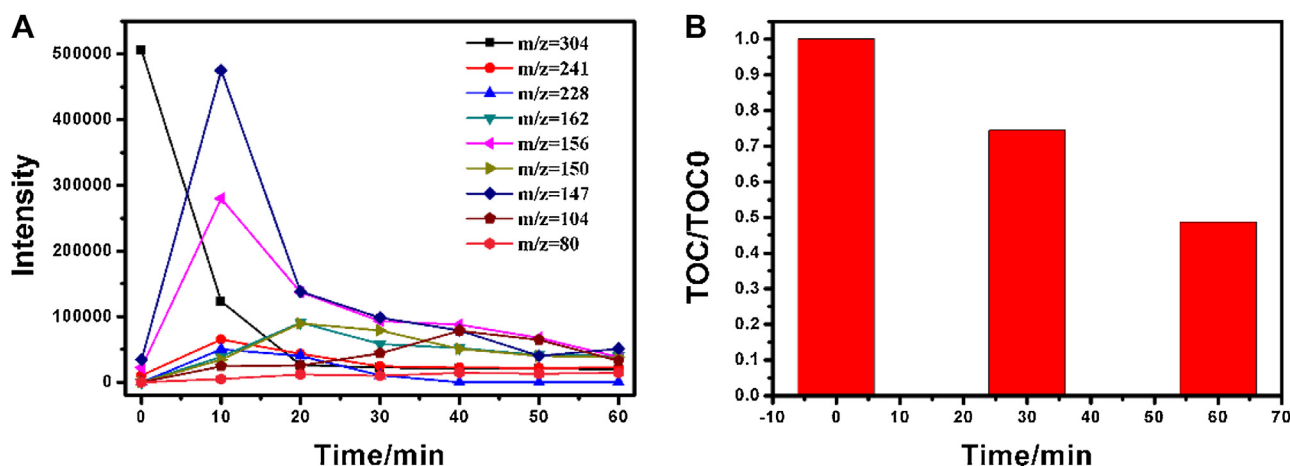 A
Intensity
500000
400000
300000
200000
100000
0
m/z=304
m/z=241
m/z=228
m/z=162
m/z=156
m/z=150
m/z=147
m/z=104
m/z=80
0 10 20 30 40 50 60
Time/min
B
TOC/TOC0
1.0
0.9
0.8
0.7
0.6
0.5
0.4
0.3
0.2
0.1
0.0
-10 0 10 20 30 40 50 60 70
Time/min